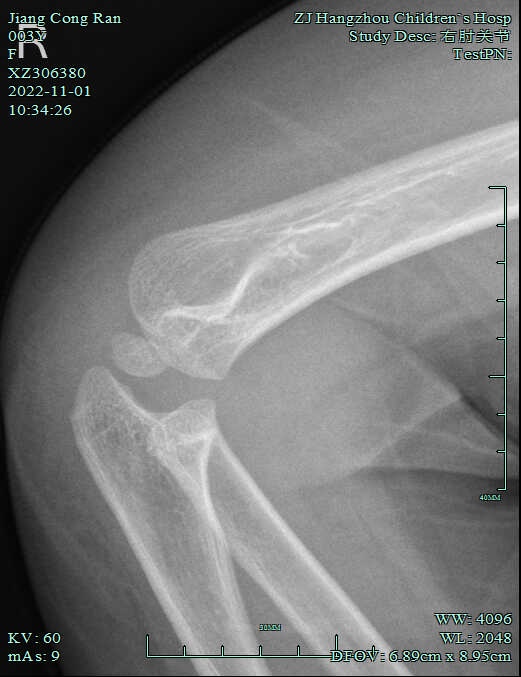 Jiang Cong Ran
003Y
R
F
XZ306380
2022-11-01
10:34:26
ZJ Hangzhou Children`s Hosp
Study Desc: 右肘关节
TestPN:
40MM
30MM
KV: 60
mAs: 9
WW: 4096
WL: 2048
DFOV: 6.89cm x 8.95cm